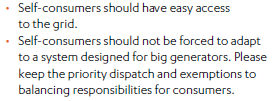 • Self-consumers should have easy access
to the grid.
• Self-consumers should not be forced to adapt
to a system designed for big generators. Please
keep the priority dispatch and exemptions to
balancing responsibilities for consumers.